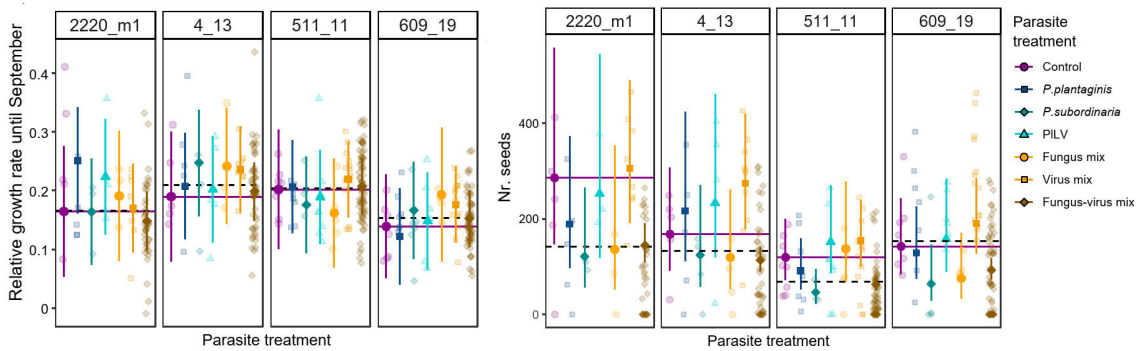 2220_m1
4_13
511_11
609_19
Relative growth rate until September
0.4
0.3
0.2
0.1
0
Parasite treatment
2220_m1
4_13
511_11
609_19
Nr. seeds
400
200
0
Parasite treatment
Parasite
treatment
Control
P.plantaginis
P.subordinaria
PlLV
Fungus mix
Virus mix
Fungus-virus mix